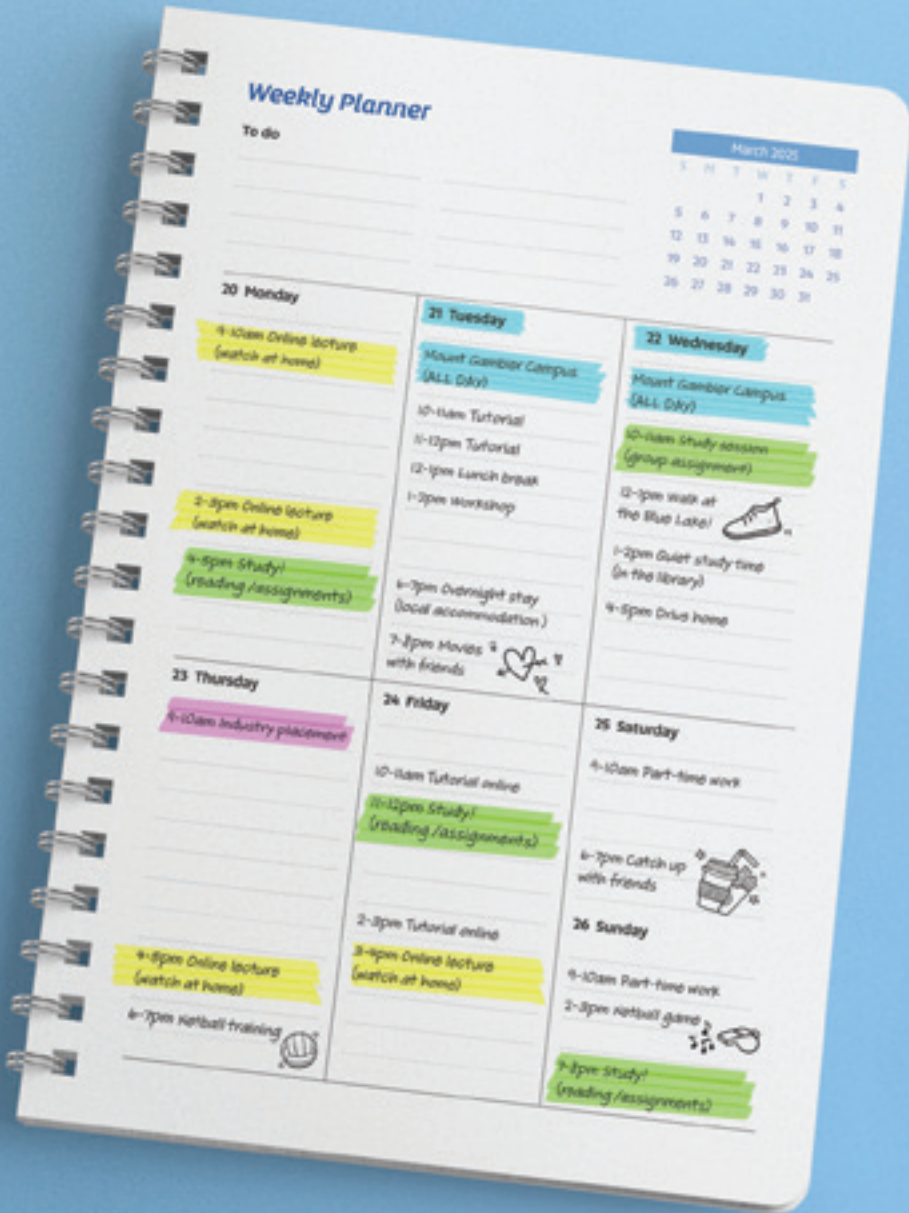 Weekly Planner
To do
March 2025
S M T W T F S
1 2 3 4
5 6 7 8 9 10 11
12 13 14 15 16 17 18
19 20 21 22 23 24 25
26 27 28 29 30 31
20 Monday
9-10am Online lecture
(watch at home)
2-3pm Online lecture
(watch at home)
4-5pm Study!
(reading/assignments)
21 Tuesday
Mount Gambier Campus
(ALL DAY)
10-11am Tutorial
11-12pm Tutorial
12-1pm Lunch break
1-2pm Workshop
6-7pm Overnight stay
(local accommodation)
7-8pm Movies
with friends
22 Wednesday
Mount Gambier Campus
(ALL DAY)
10-11am Study session
(group assignment)
12-1pm Walk at
the Blue Lake!
1-2pm Quiet study time
(in the library)
4-5pm Drive home
23 Thursday
9-10am Industry placement
4-5pm Online lecture
(watch at home)
6-7pm Netball training
24 Friday
10-11am Tutorial online
11-12pm Study!
(reading/assignments)
2-3pm Tutorial online
3-4pm Online lecture
(watch at home)
25 Saturday
9-10am Part-time work
6-7pm Catch up
with friends
26 Sunday
9-10am Part-time work
2-3pm Netball game
7-8pm Study!
(reading/assignments)